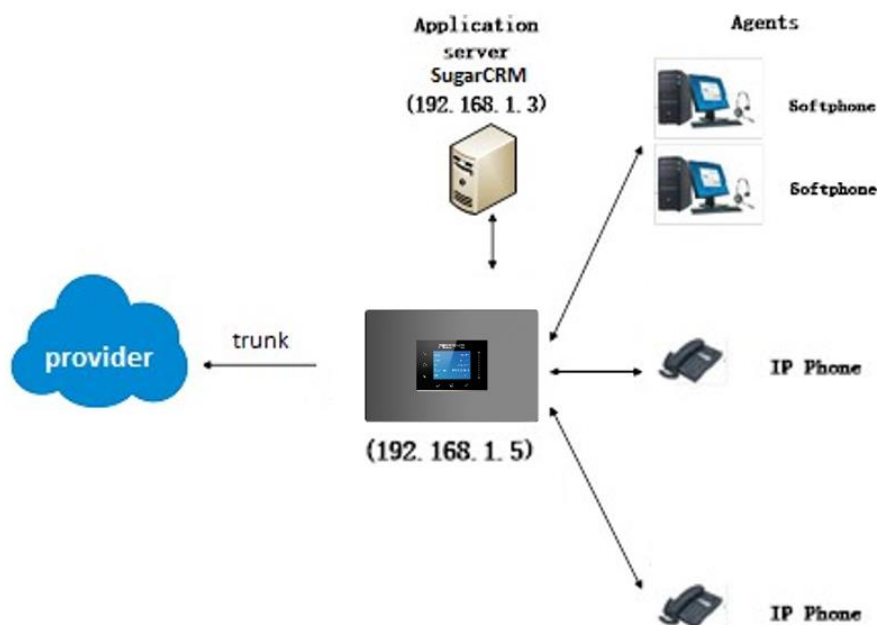 Application
server
SugarCRM
(192.168.1.3)
Agents
Softphone
Softphone
provider
trunk
IP Phone
(192.168.1.5)
IP Phone